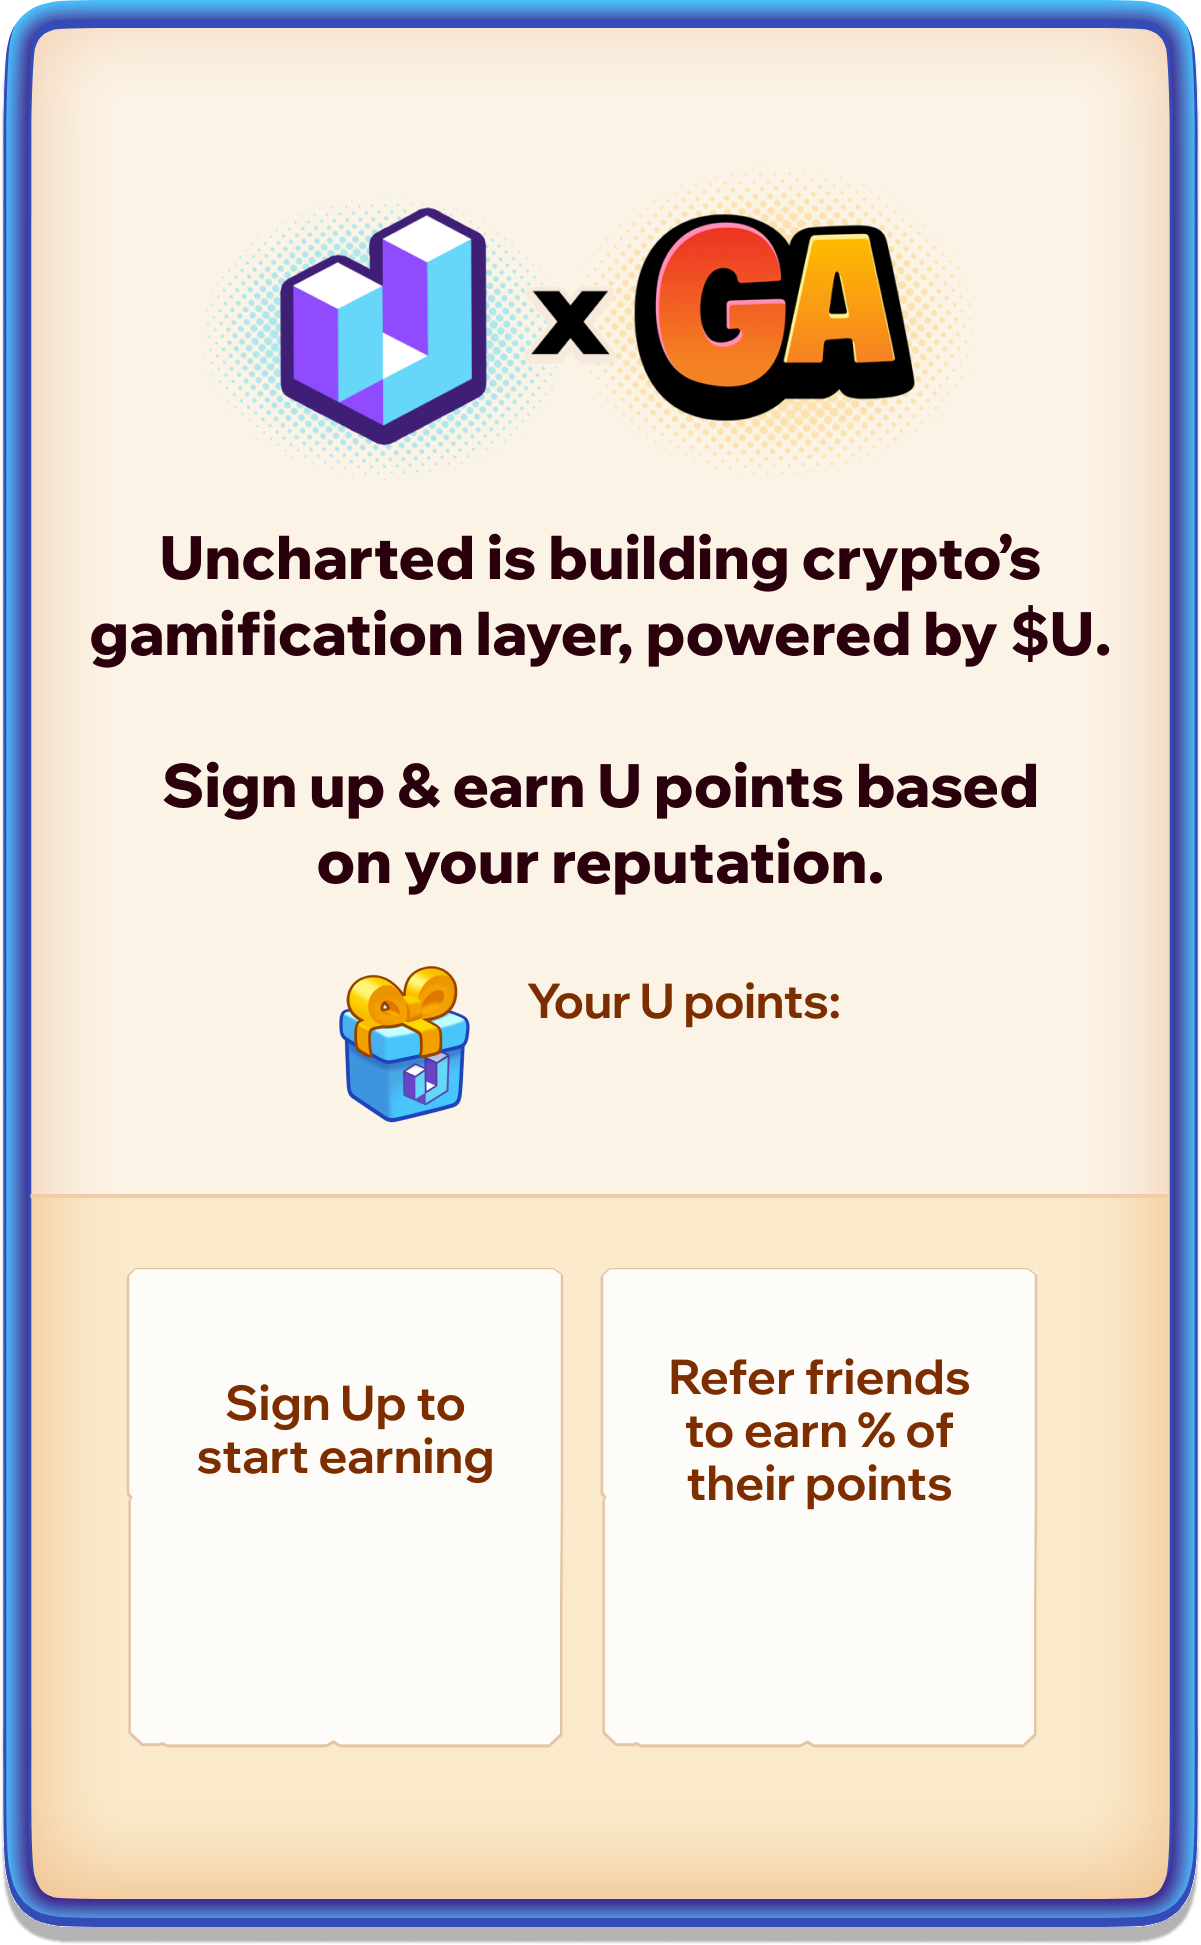 x GA
Uncharted is building crypto’s
gamification layer, powered by $U.
Sign up & earn U points based
on your reputation.
Your U points:
Sign Up to
start earning
Refer friends
to earn % of
their points